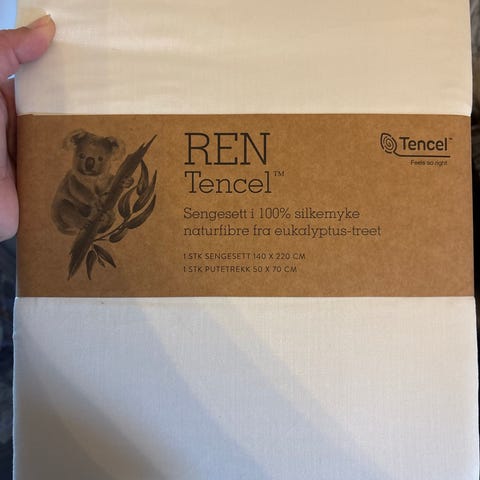 REN
Tencel™
Sengesett i 100% silkemyke
naturfibre fra eukalyptus-treet
1 STK SENGESETT 140 X 220 CM
1 STK PUTETREKK 50 X 70 CM
Tencel™
Feels so right